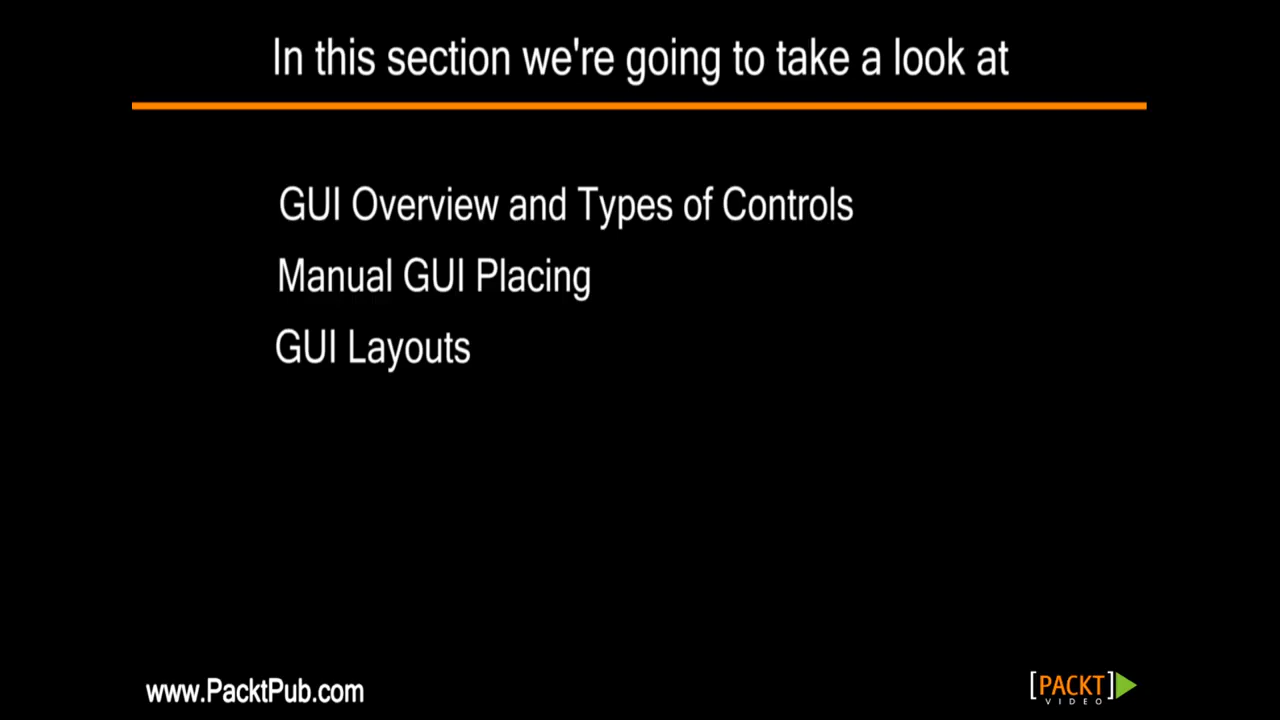 In this section we're going to take a look at
GUI Overview and Types of Controls
Manual GUI Placing
GUI Layouts
www.PacktPub.com
[PACKT]
VIDEO